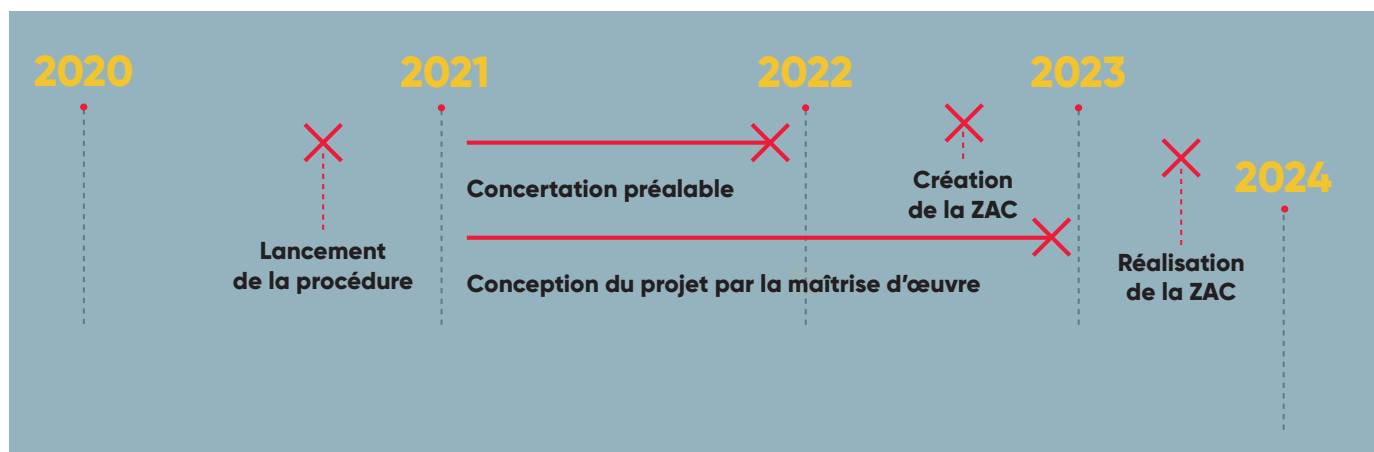 2020
2021
2022
2023
2024
Lancement
de la procédure
Concertation préalable
Création
de la ZAC
Conception du projet par la maîtrise d'œuvre
Réalisation
de la ZAC